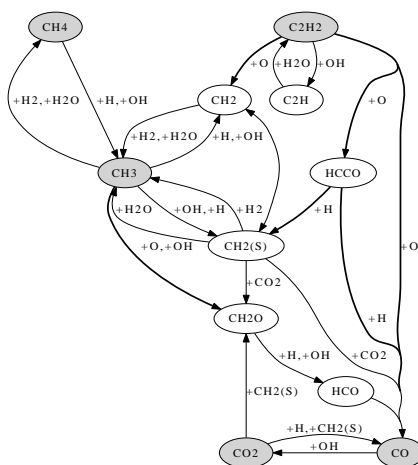 CH4
C2H2
+O
+H2O
+OH
+H2,+H2O
+H,+OH
CH2
C2H
+O
+H2,+H2O
+H,+OH
CH3
HCCO
+H2O
+OH,+H
+H2
+H
+O,+OH
CH2(S)
+O
+CO2
CH2O
+H
+H,+OH
+CO2
HCO
+CH2(S)
+H,+CH2(S)
+OH
CO2
CO